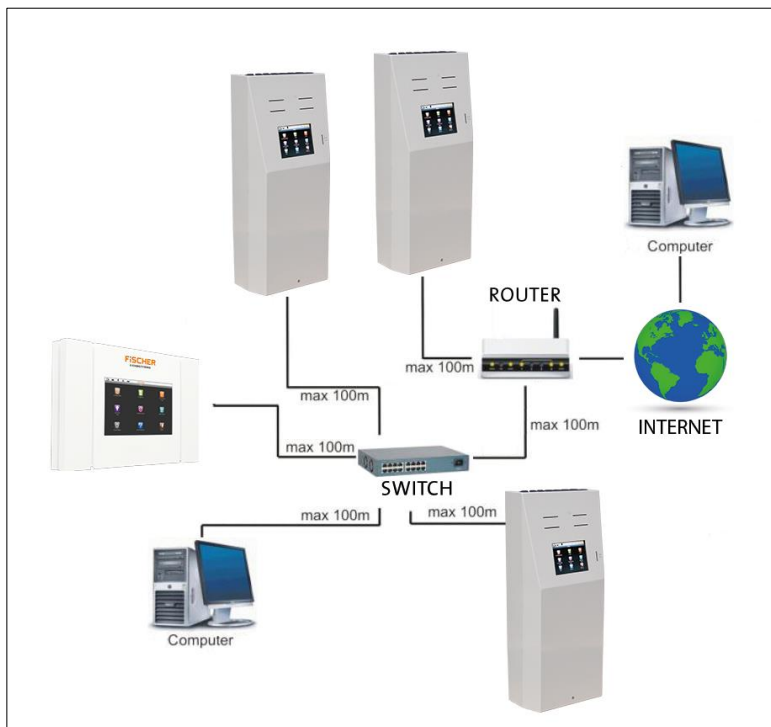 Computer
ROUTER
max 100m
INTERNET
FISCHER
max 100m
max 100m
max 100m
SWITCH
max 100m
max 100m
Computer